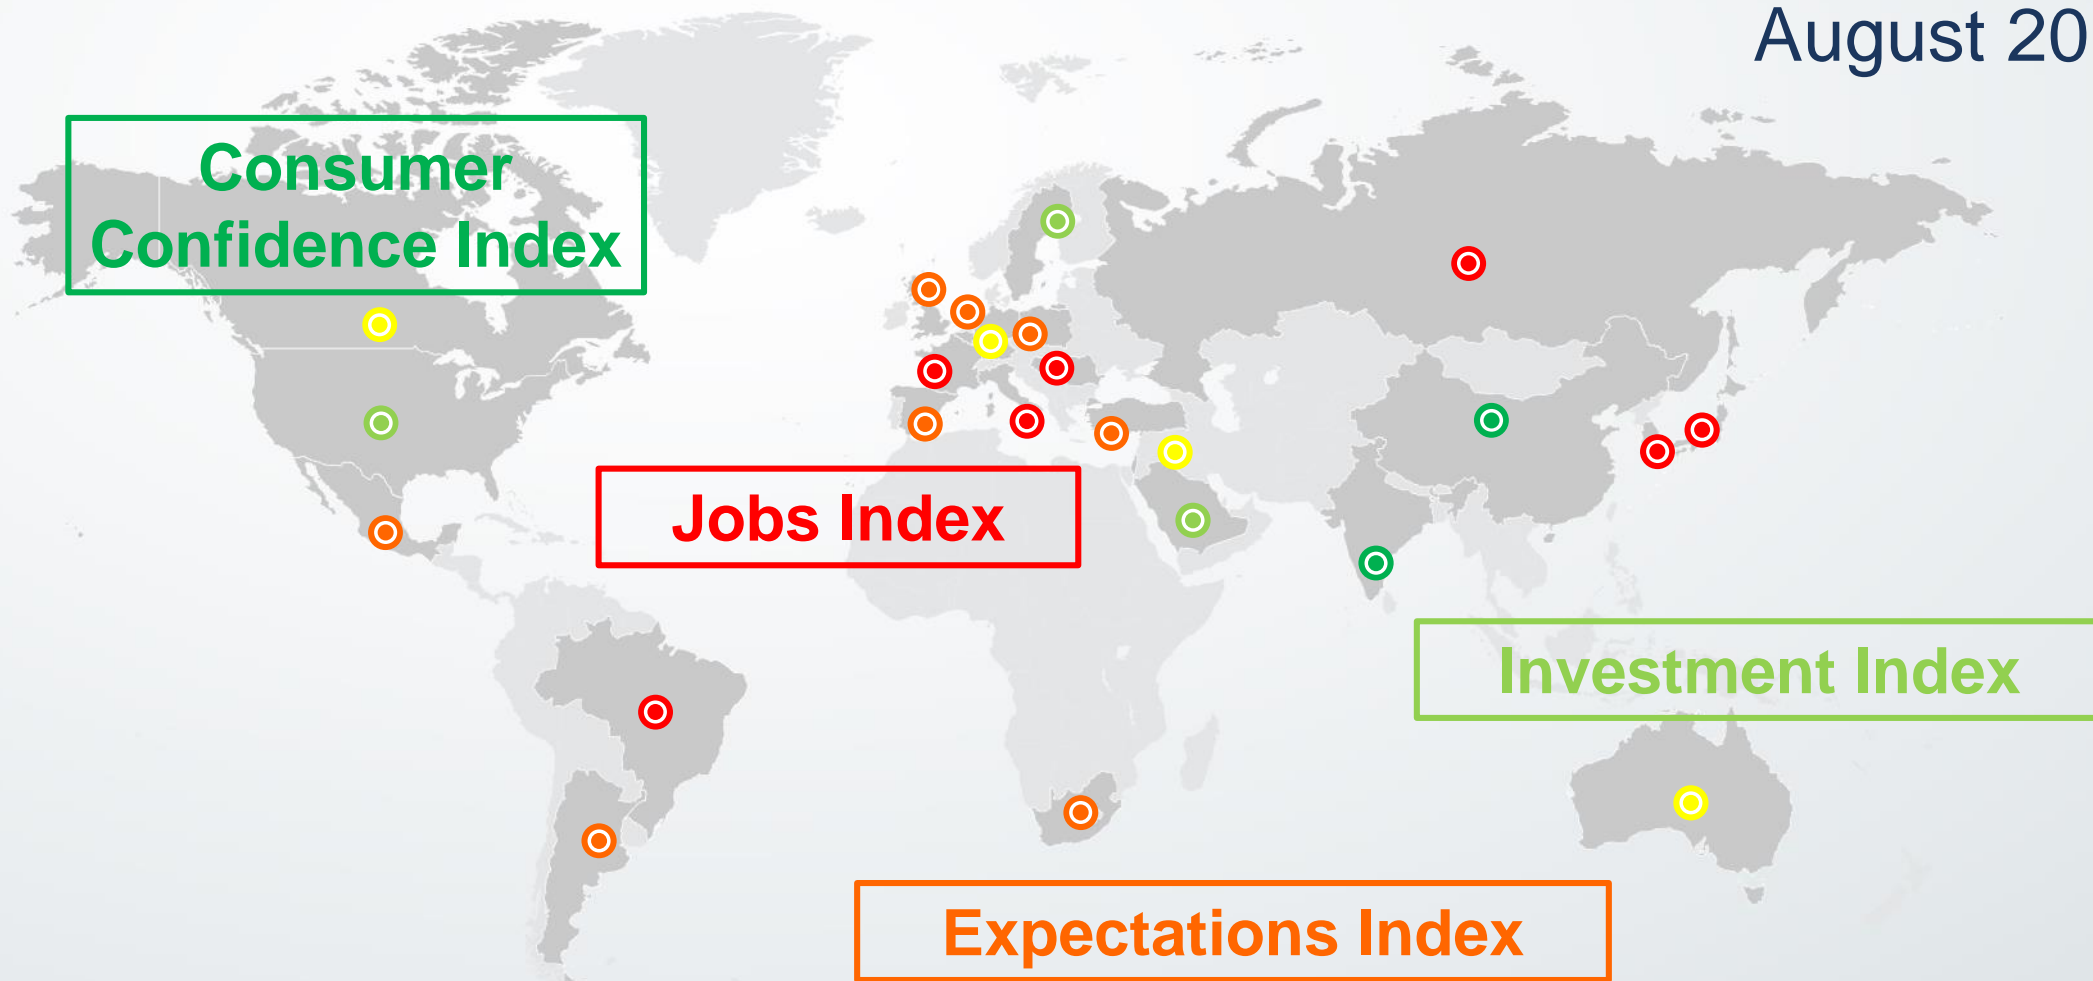 August 20
Consumer
Confidence Index
Jobs Index
Investment Index
Expectations Index